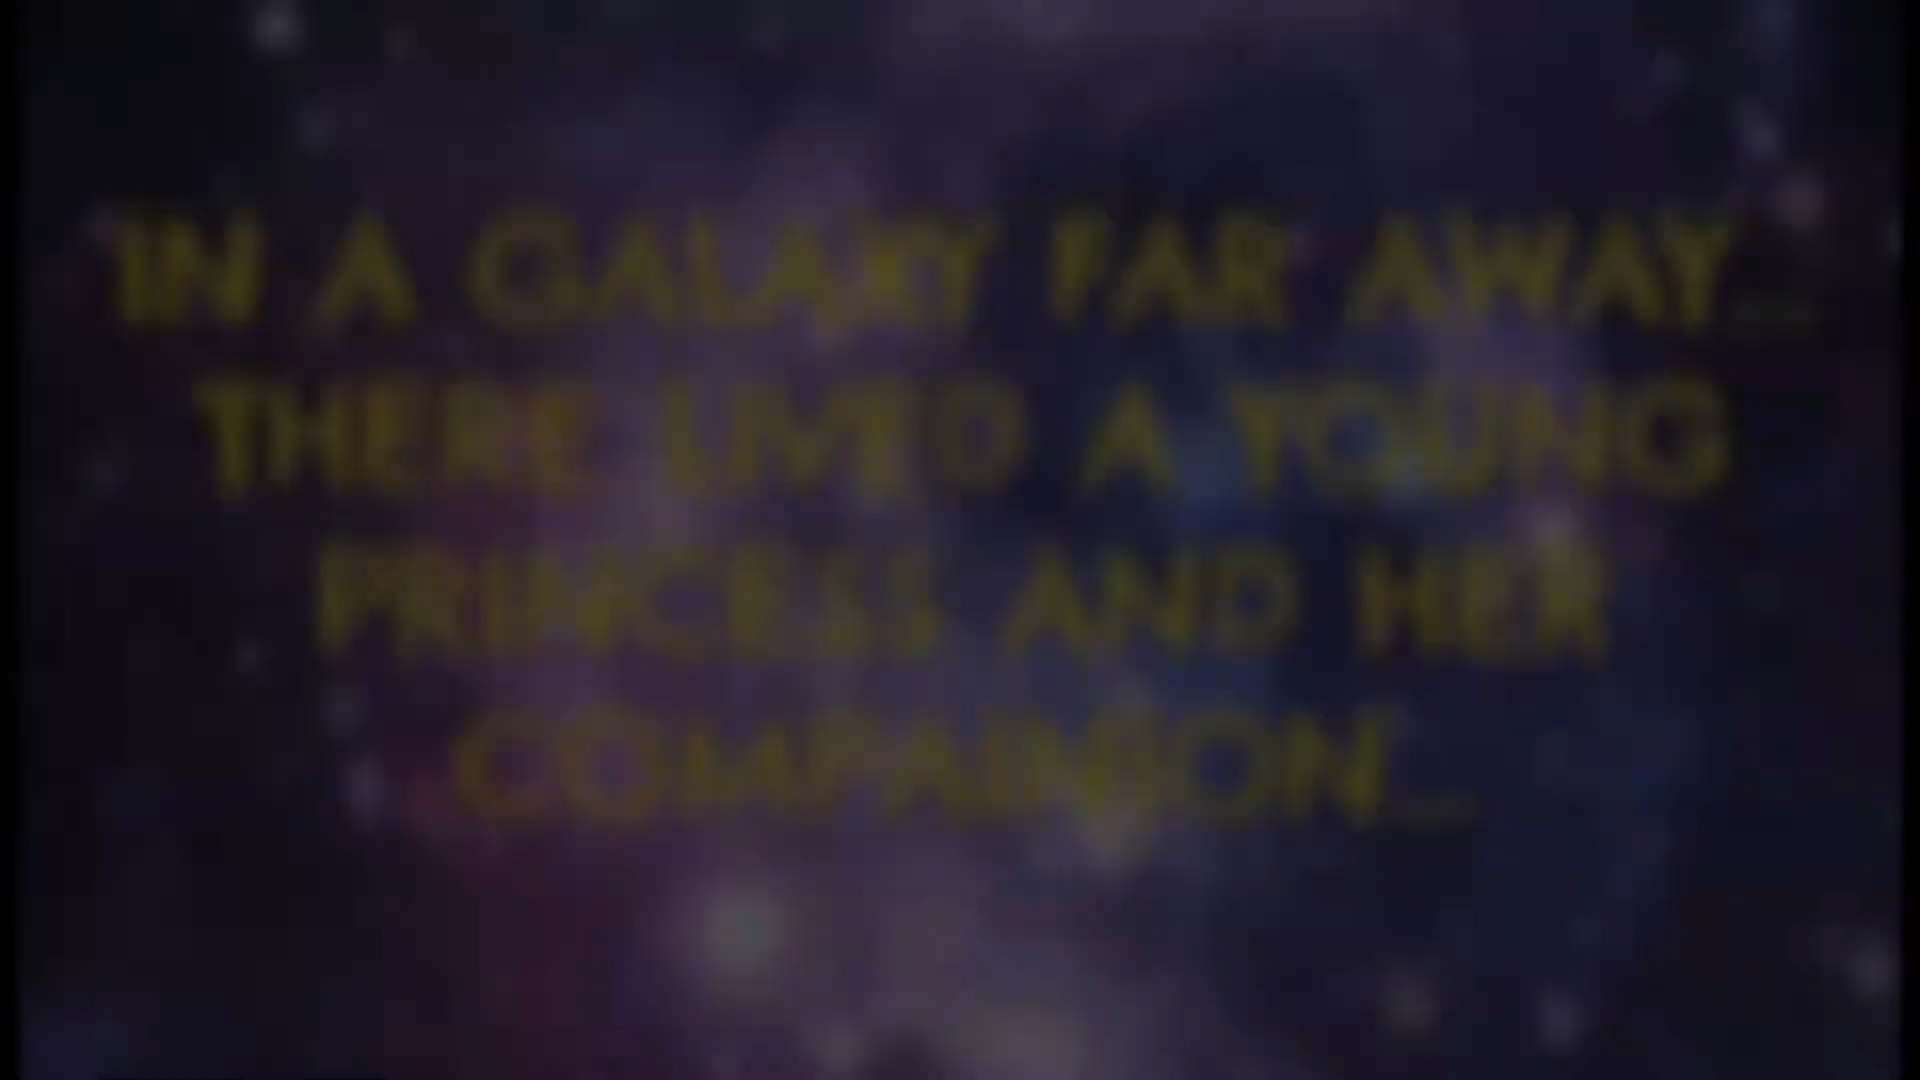 IN A GALAXY FAR AWAY...
THERE LIVED A YOUNG
PRINCESS AND HER
COMPANION...